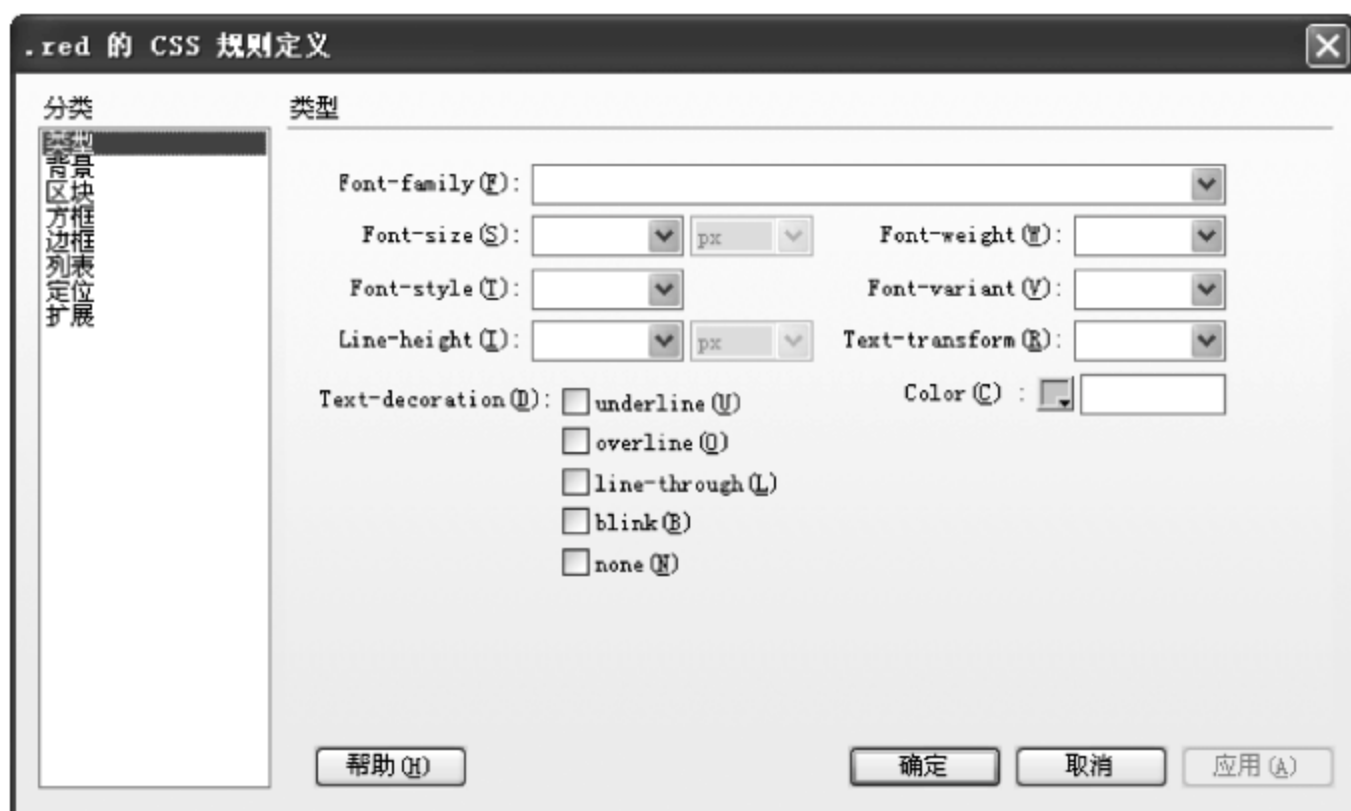 .red 的 CSS 规则定义
分类
类型
背景
区块
方框
边框
列表
定位
扩展
类型
Font-family(F):
Font-size(S): px Font-weight(W):
Font-style(T): Font-variant(V):
Line-height(I): px Text-transform(R):
Text-decoration(D): underline(U) Color(C) :
overline(O)
line-through(L)
blink(B)
none(N)
帮助(H) 确定 取消 应用(A)